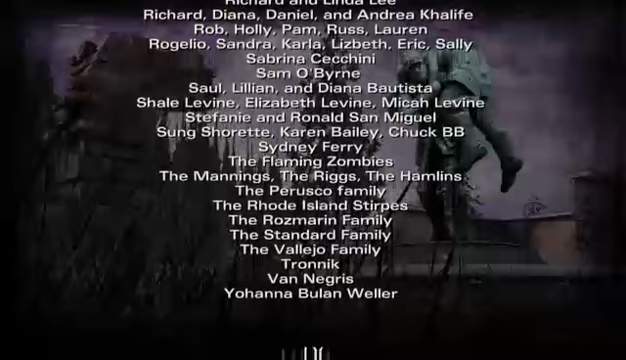 Richard and Linda Lee
Richard, Diana, Daniel, and Andrea Khalife
Rob, Holly, Pam, Russ, Lauren
Rogelio, Sandra, Karla, Lizbeth, Eric, Sally
Sabrina Cecchini
Sam O'Byrne
Saul, Lillian, and Diana Bautista
Shale Levine, Elizabeth Levine, Micah Levine
Stefanie and Ronald San Miguel
Sung Shorette, Karen Bailey, Chuck BB
Sydney Ferry
The Flaming Zombies
The Mannings, The Riggs, The Hamlins
The Perusco family
The Rhode Island Stirpes
The Rozmarin Family
The Standard Family
The Vallejo Family
Tronnik
Van Negris
Yohanna Bulan Weller